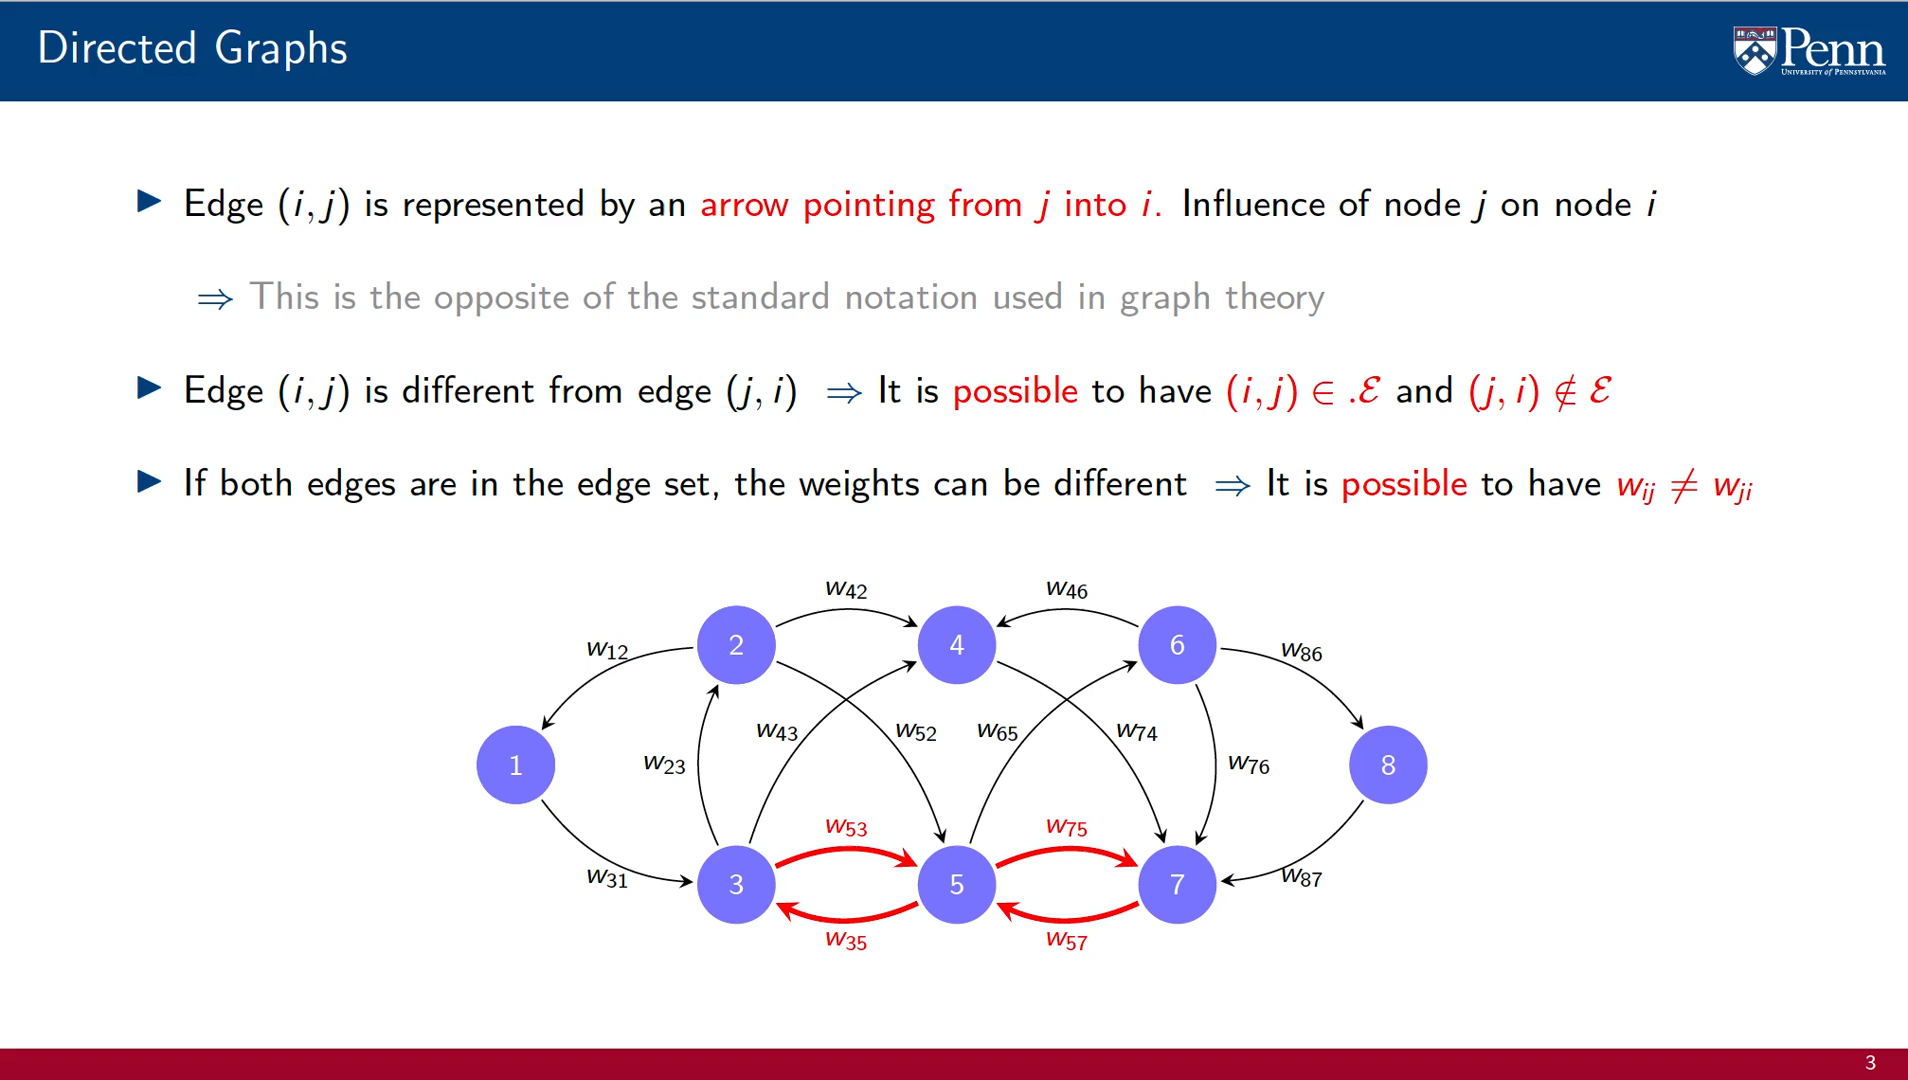 Directed Graphs
Penn
UNIVERSITY of PENNSYLVANIA
▶ Edge (i, j) is represented by an arrow pointing from j into i. Influence of node j on node i
⇒ This is the opposite of the standard notation used in graph theory
▶ Edge (i, j) is different from edge (j, i) ⇒ It is possible to have (i, j) ∈ .ℰ and (j, i) ∉ ℰ
▶ If both edges are in the edge set, the weights can be different ⇒ It is possible to have w_ij ≠ w_ji
w42 w46
2 4 6
w12 w86
w43 w52 w65 w74
w23 w76
1 8
w53 w75
w31 w87
3 5 7
w35 w57
3